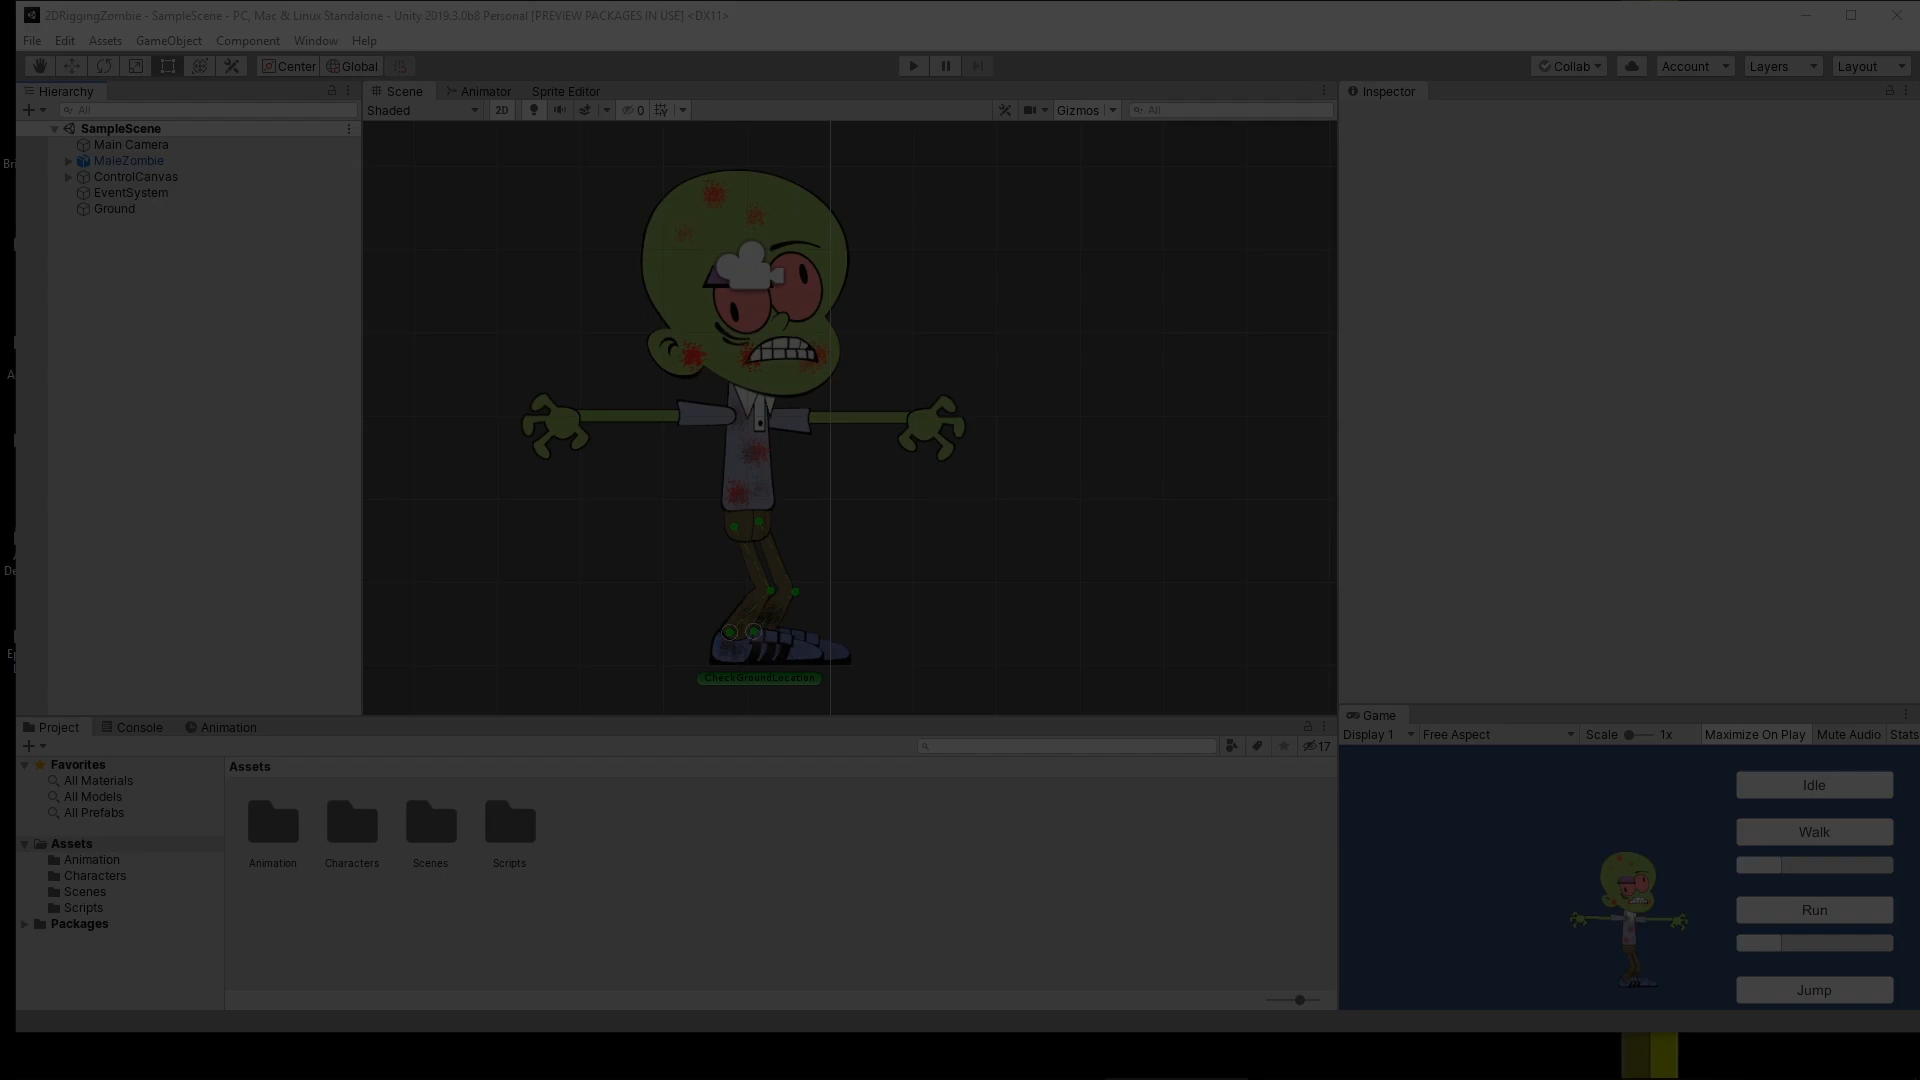 2DRiggingZombie - SampleScene - PC, Mac & Linux Standalone - Unity 2019.3.0b8 Personal [PREVIEW PACKAGES IN USE] <DX11>
File Edit Assets GameObject Component Window Help
Center Global Collab Account Layers Layout
Hierarchy Scene Animator Sprite Editor Inspector
All Shaded 2D 0 Gizmos All
SampleScene
Main Camera
MaleZombie
ControlCanvas
EventSystem
Ground
CheckGroundLocation
Project Console Animation
17
Favorites
All Materials
All Models
All Prefabs
Assets
Animation
Characters
Scenes
Scripts
Packages
Assets
Animation Characters Scenes Scripts
Game
Display 1 Free Aspect Scale 1x Maximize On Play Mute Audio Stats
Idle
Walk
Run
Jump